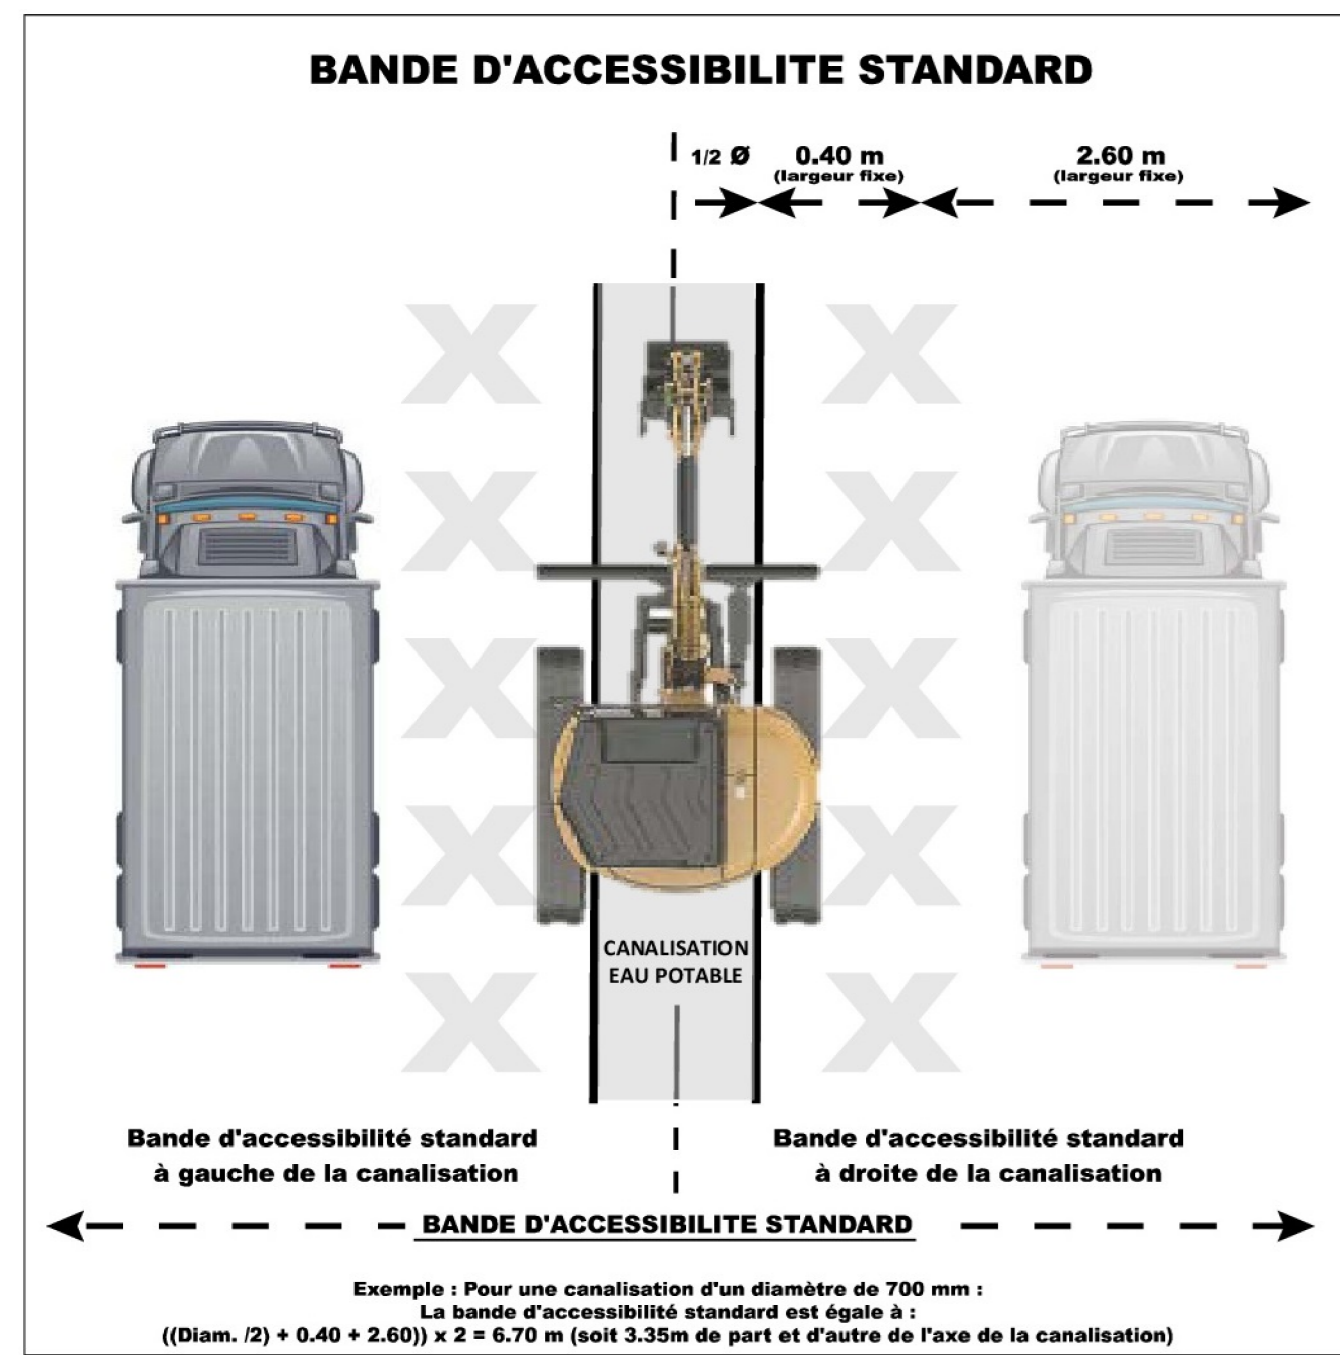 BANDE D'ACCESSIBILITE STANDARD
1/2 Ø 0.40 m 2.60 m
(largeur fixe) (largeur fixe)
CANALISATION
EAU POTABLE
Bande d'accessibilité standard
à gauche de la canalisation
Bande d'accessibilité standard
à droite de la canalisation
BANDE D'ACCESSIBILITE STANDARD
Exemple : Pour une canalisation d'un diamètre de 700 mm :
La bande d'accessibilité standard est égale à :
((Diam. /2) + 0.40 + 2.60)) x 2 = 6.70 m (soit 3.35m de part et d'autre de l'axe de la canalisation)